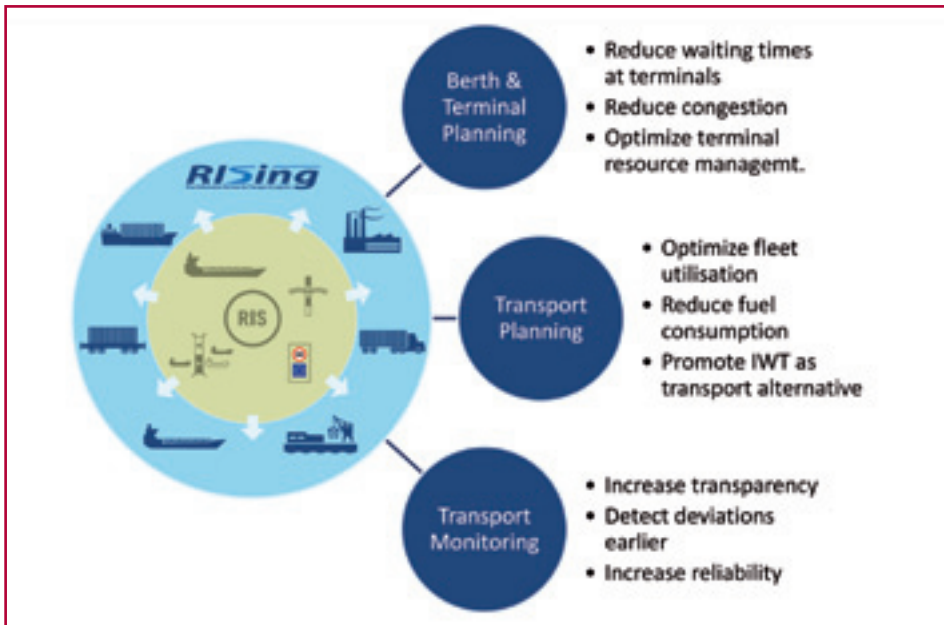 RISing
RIS
Berth &
Terminal
Planning
• Reduce waiting times
at terminals
• Reduce congestion
• Optimize terminal
resource managemt.
Transport
Planning
• Optimize fleet
utilisation
• Reduce fuel
consumption
• Promote IWT as
transport alternative
Transport
Monitoring
• Increase transparency
• Detect deviations
earlier
• Increase reliability